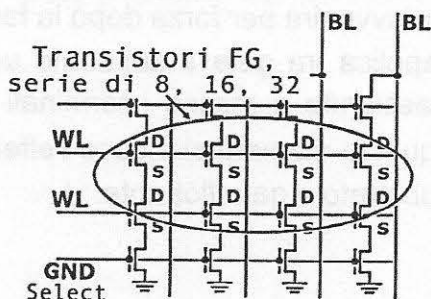 BL BL
Transistori FG,
serie di 8, 16, 32
WL D D D D
S S S S
WL D D D D
S S S S
GND
Select